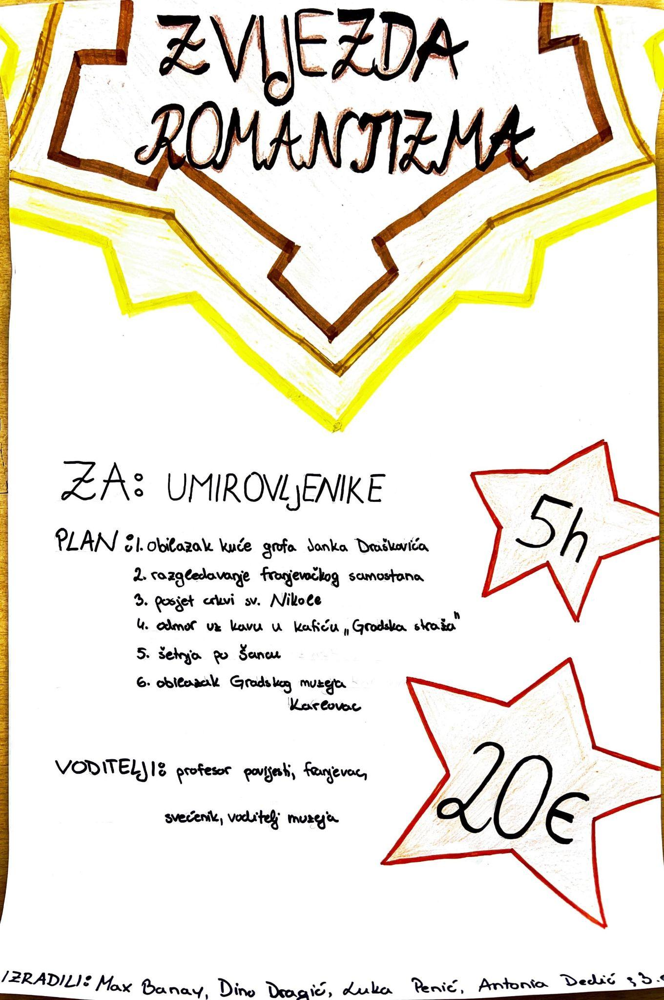 ZVIJEZDA
ROMANTIZMA
ZA: UMIROVLJENIKE
5h
PLAN: 1. obilazak kuće grofa Janka Draškovića
2. razgledavanje franjevačkog samostana
3. posjet crkvi sv. Nikole
4. odmor uz kavu u kafiću „Gradska straža"
5. šetnja po Šancu
6. obilazak Gradskog muzeja
Karlovac
20€
VODITELJI: profesor povijesti, franjevac,
svećenik, voditelj muzeja
IZRADILI: Max Banay, Dino Dragić, Luka Penić, Antonia Dedić; 3.